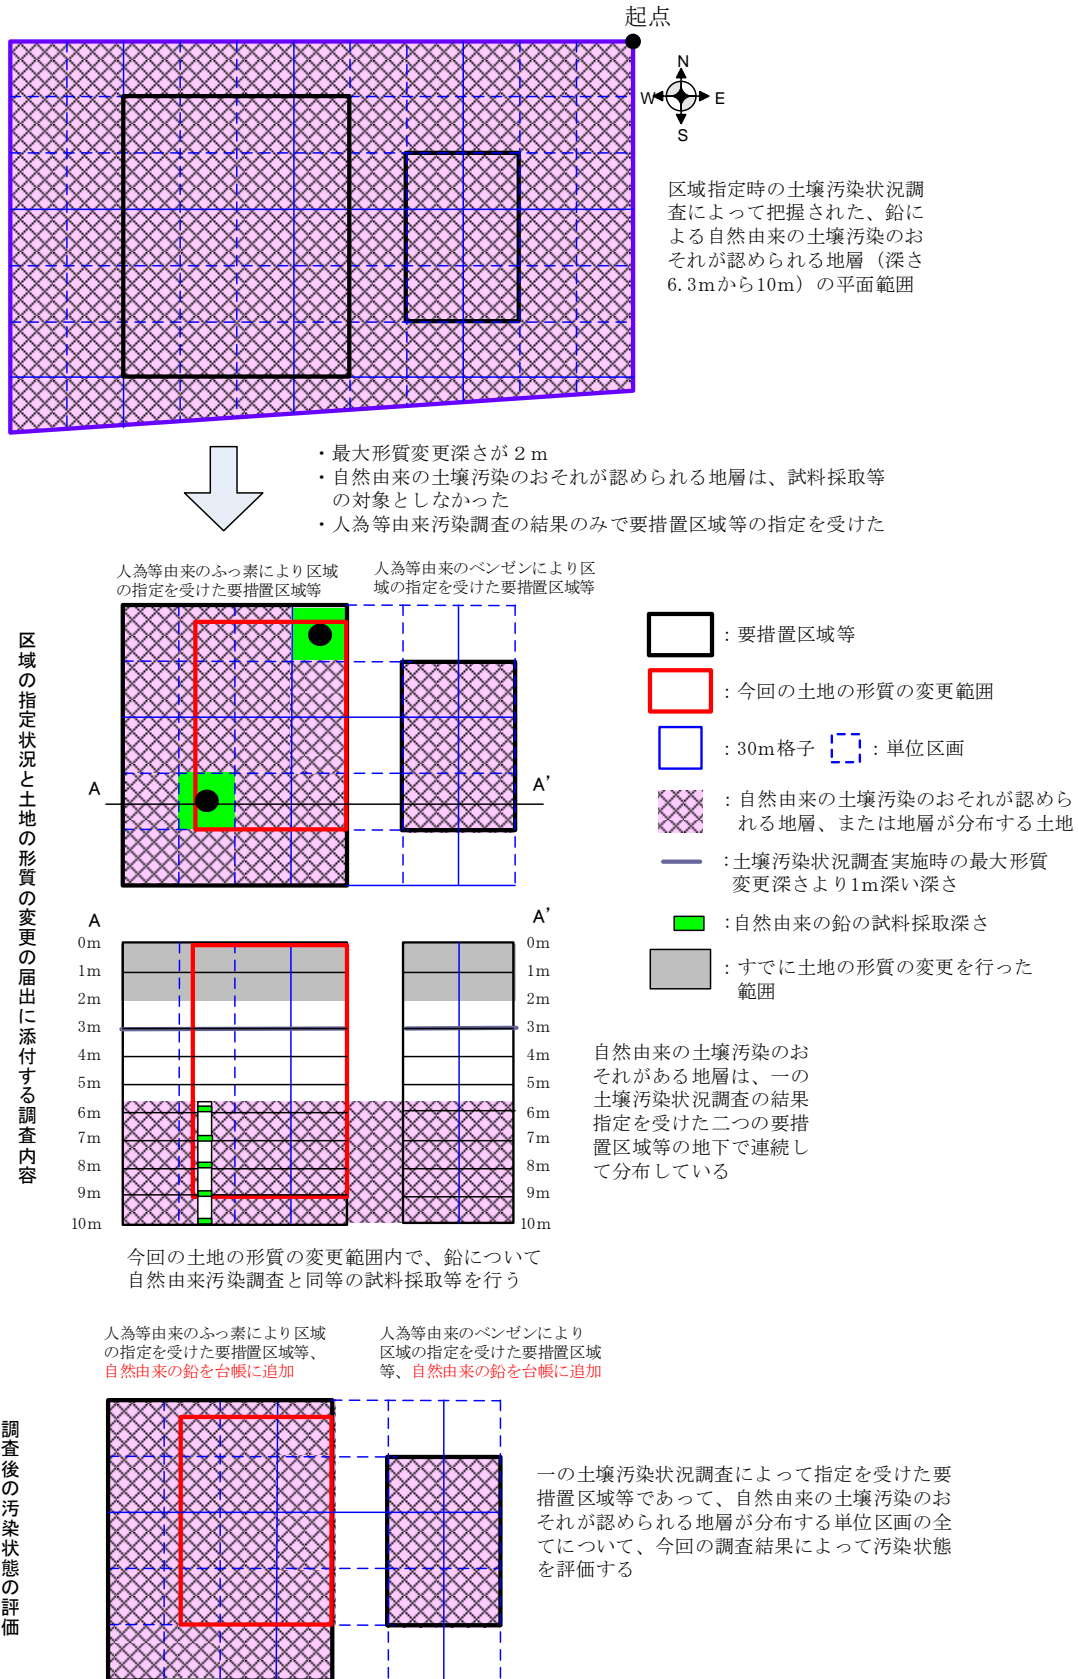 起点
N
W
E
S
区域指定時の土壌汚染状況調
査によって把握された、鉛に
よる自然由来の土壌汚染のお
それが認められる地層（深さ
6.3mから10m）の平面範囲
・最大形質変更深さが２m
・自然由来の土壌汚染のおそれが認められる地層は、試料採取等
の対象としなかった
・人為等由来汚染調査の結果のみで要措置区域等の指定を受けた
区域の指定状況と土地の形質の変更の届出に添付する調査内容
人為等由来のふっ素により区域
の指定を受けた要措置区域等
人為等由来のベンゼンにより区
域の指定を受けた要措置区域等
A
A’
：要措置区域等
：今回の土地の形質の変更範囲
：30m格子
：単位区画
：自然由来の土壌汚染のおそれが認めら
れる地層、または地層が分布する土地
：土壌汚染状況調査実施時の最大形質
変更深さより1m深い深さ
：自然由来の鉛の試料採取深さ
：すでに土地の形質の変更を行った
範囲
A
A’
0m
0m
1m
1m
2m
2m
3m
3m
4m
4m
5m
5m
6m
6m
7m
7m
8m
8m
9m
9m
10m
10m
自然由来の土壌汚染のお
それがある地層は、一の
土壌汚染状況調査の結果
指定を受けた二つの要措
置区域等の地下で連続し
て分布している
今回の土地の形質の変更範囲内で、鉛について
自然由来汚染調査と同等の試料採取等を行う
調査後の汚染状態の評価
人為等由来のふっ素により区域
の指定を受けた要措置区域等、
自然由来の鉛を台帳に追加
人為等由来のベンゼンにより
区域の指定を受けた要措置区域
等、自然由来の鉛を台帳に追加
一の土壌汚染状況調査によって指定を受けた要
措置区域等であって、自然由来の土壌汚染のお
それが認められる地層が分布する単位区画の全
てについて、今回の調査結果によって汚染状態
を評価する